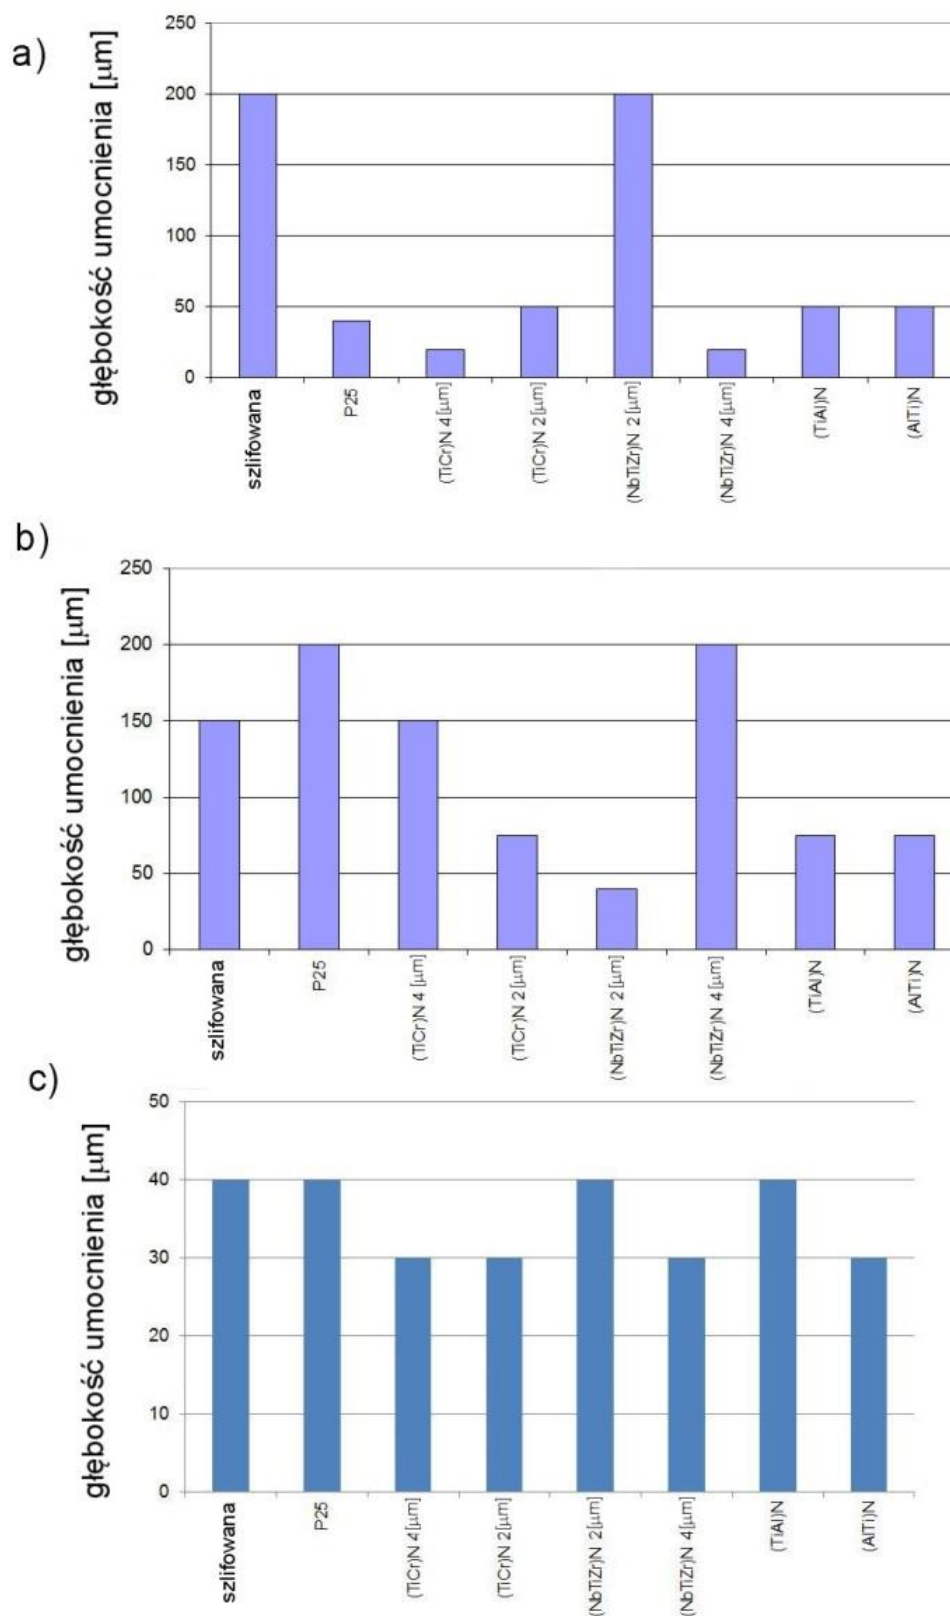 a)
głębokość umocnienia [µm]
250
200
150
100
50
0
szlifowana
P25
(TiCr)N 4[µm]
(TiCr)N 2[µm]
(NbTiZr)N 2 [µm]
(NbTiZr)N 4[µm]
(TiAl)N
(AlTi)N
b)
głębokość umocnienia [µm]
250
200
150
100
50
0
szlifowana
P25
(TiCr)N 4 [µm]
(TiCr)N 2 [µm]
(NbTiZr)N 2 [µm]
(NbTiZr)N 4 [µm]
(TiAl)N
(AlTi)N
c)
głębokość umocnienia [µm]
50
40
30
20
10
0
szlifowana
P25
(TiCr)N 4[µm]
(TiCr)N 2[µm]
(NbTiZr)N 2[µm]
(NbTiZr)N 4[µm]
(TiAl)N
(AlTi)N